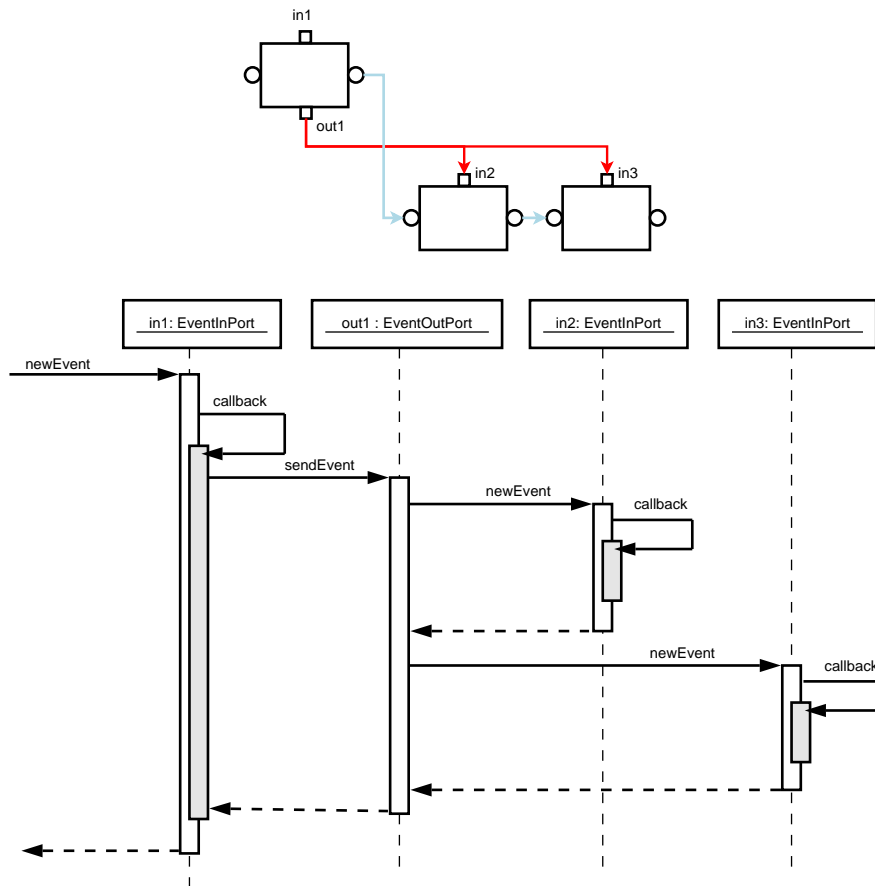 in1
out1
in2
in3
in1: EventInPort
out1 : EventOutPort
in2: EventInPort
in3: EventInPort
newEvent
callback
sendEvent
newEvent
callback
newEvent
callback